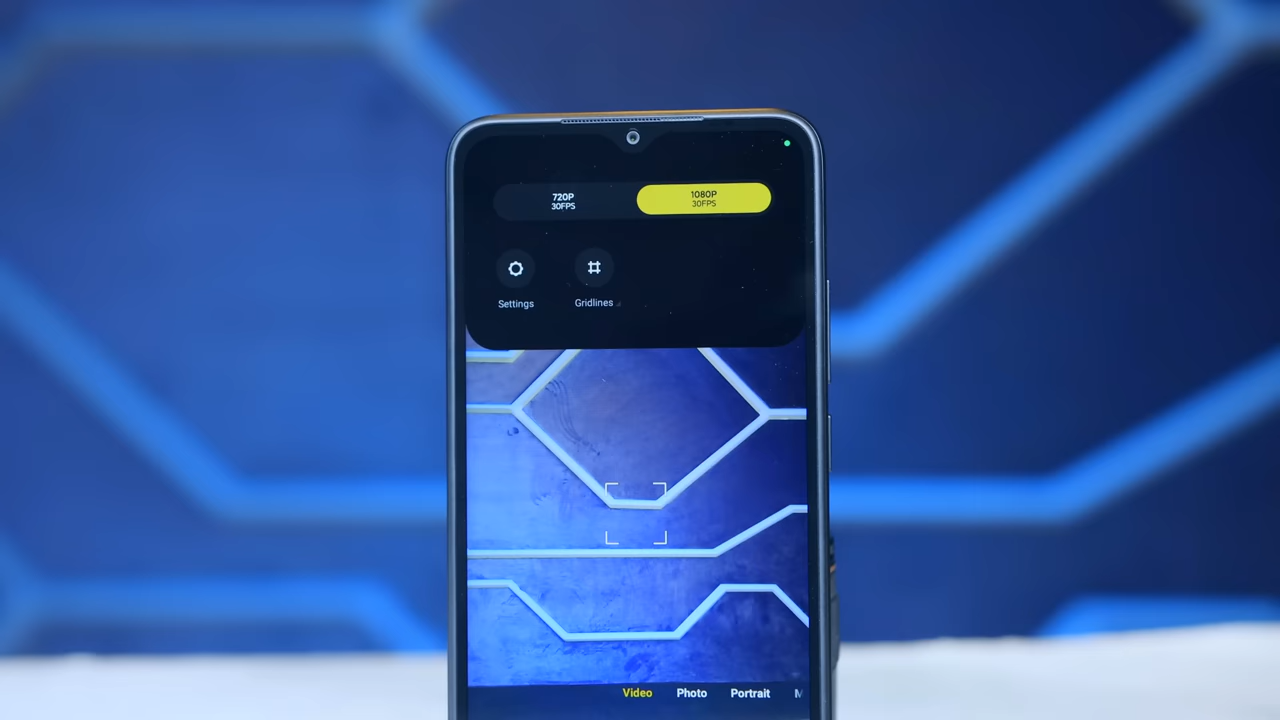 720P
30FPS
1080P
30FPS
Settings
Gridlines
Video Photo Portrait M